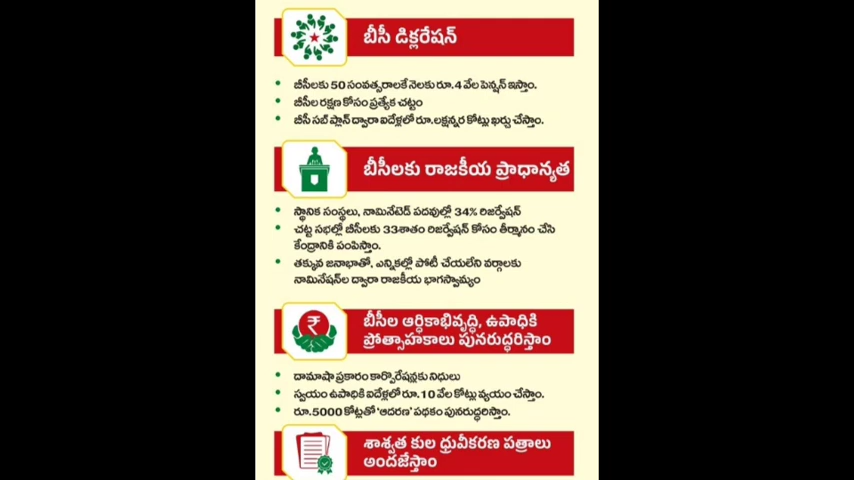 బీసీ డిక్లరేషన్
బీసీలకు 50 సంవత్సరాలకే నెలకు రూ.4 వేల పెన్షన్ ఇస్తాం.
బీసీల రక్షణ కోసం ప్రత్యేక చట్టం
బీసీ సబ్ ప్లాన్ ద్వారా ఐదేళ్లలో రూ.లక్షన్నర కోట్లు ఖర్చు చేస్తాం.
బీసీలకు రాజకీయ ప్రాధాన్యత
స్థానిక సంస్థలు, నామినేటెడ్ పదవుల్లో 34% రిజర్వేషన్
చట్ట సభల్లో బీసీలకు 33శాతం రిజర్వేషన్ కోసం తీర్మానం చేసి
కేంద్రానికి పంపిస్తాం.
తక్కువ జనాభాతో, ఎన్నికల్లో పోటీ చేయలేని వర్గాలకు
నామినేషన్‌ల ద్వారా రాజకీయ భాగస్వామ్యం
బీసీల ఆర్థికాభివృద్ధి, ఉపాధికి
ప్రోత్సాహకాలు పునరుద్ధరిస్తాం
దామాషా ప్రకారం కార్పొరేషన్లకు నిధులు
స్వయం ఉపాధికి ఐదేళ్లలో రూ.10 వేల కోట్లు వ్యయం చేస్తాం.
రూ.5000 కోట్లతో 'ఆదరణ' పథకం పునరుద్ధరిస్తాం.
శాశ్వత కుల ధ్రువీకరణ పత్రాలు
అందజేస్తాం